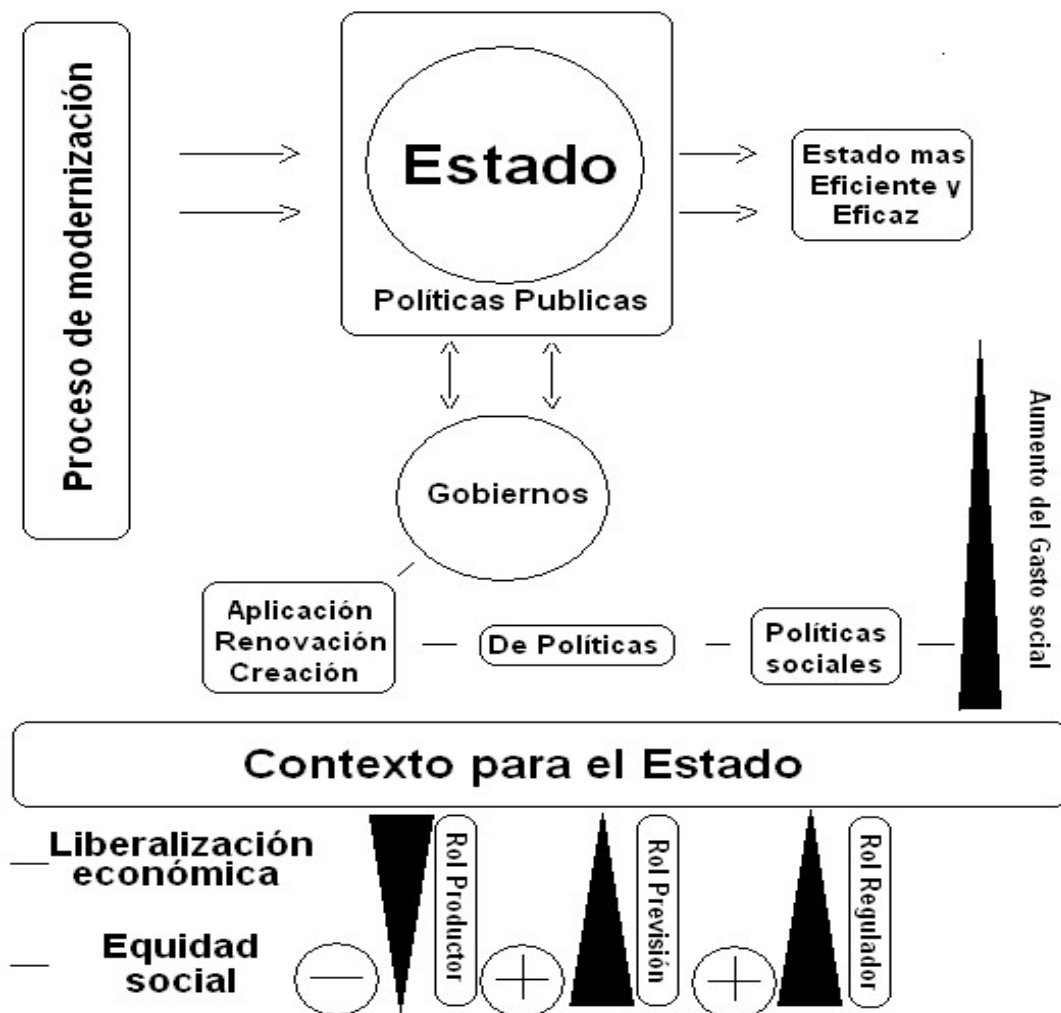 Proceso de modernización
Estado
Políticas Publicas
Estado mas
Eficiente y
Eficaz
Gobiernos
Aplicación
Renovación
Creación
De Políticas
Políticas
sociales
Aumento del Gasto social
Contexto para el Estado
Liberalización
económica
Equidad
social
Rol Productor
Rol Previsión
Rol Regulador